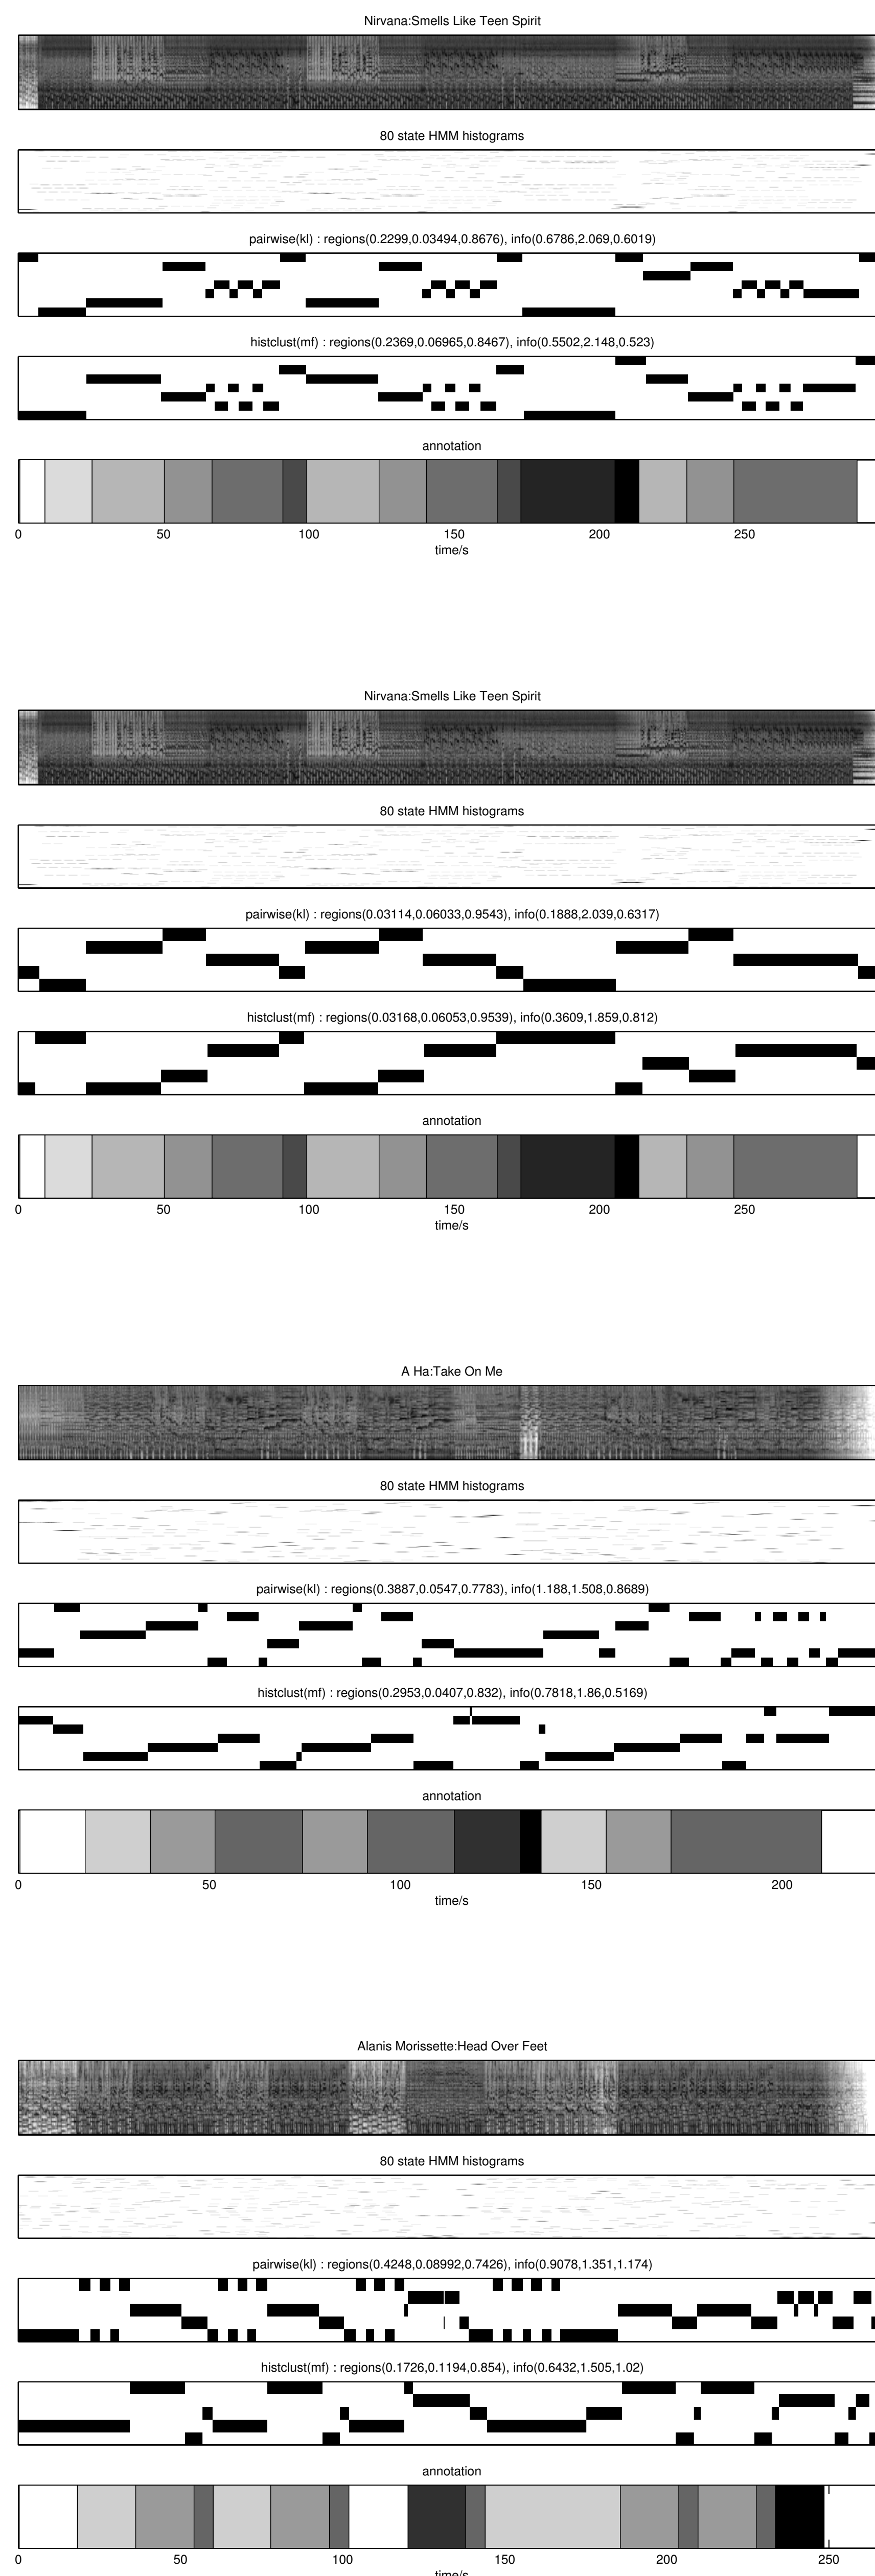 Nirvana:Smells Like Teen Spirit
80 state HMM histograms
pairwise(kl) : regions(0.2299,0.03494,0.8676), info(0.6786,2.069,0.6019)
histclust(mf) : regions(0.2369,0.06965,0.8467), info(0.5502,2.148,0.523)
annotation
0 50 100 150 200 250
time/s
Nirvana:Smells Like Teen Spirit
80 state HMM histograms
pairwise(kl) : regions(0.03114,0.06033,0.9543), info(0.1888,2.039,0.6317)
histclust(mf) : regions(0.03168,0.06053,0.9539), info(0.3609,1.859,0.812)
annotation
0 50 100 150 200 250
time/s
A Ha:Take On Me
80 state HMM histograms
pairwise(kl) : regions(0.3887,0.0547,0.7783), info(1.188,1.508,0.8689)
histclust(mf) : regions(0.2953,0.0407,0.832), info(0.7818,1.86,0.5169)
annotation
0 50 100 150 200
time/s
Alanis Morissette:Head Over Feet
80 state HMM histograms
pairwise(kl) : regions(0.4248,0.08992,0.7426), info(0.9078,1.351,1.174)
histclust(mf) : regions(0.1726,0.1194,0.854), info(0.6432,1.505,1.02)
annotation
0 50 100 150 200 250
time/s